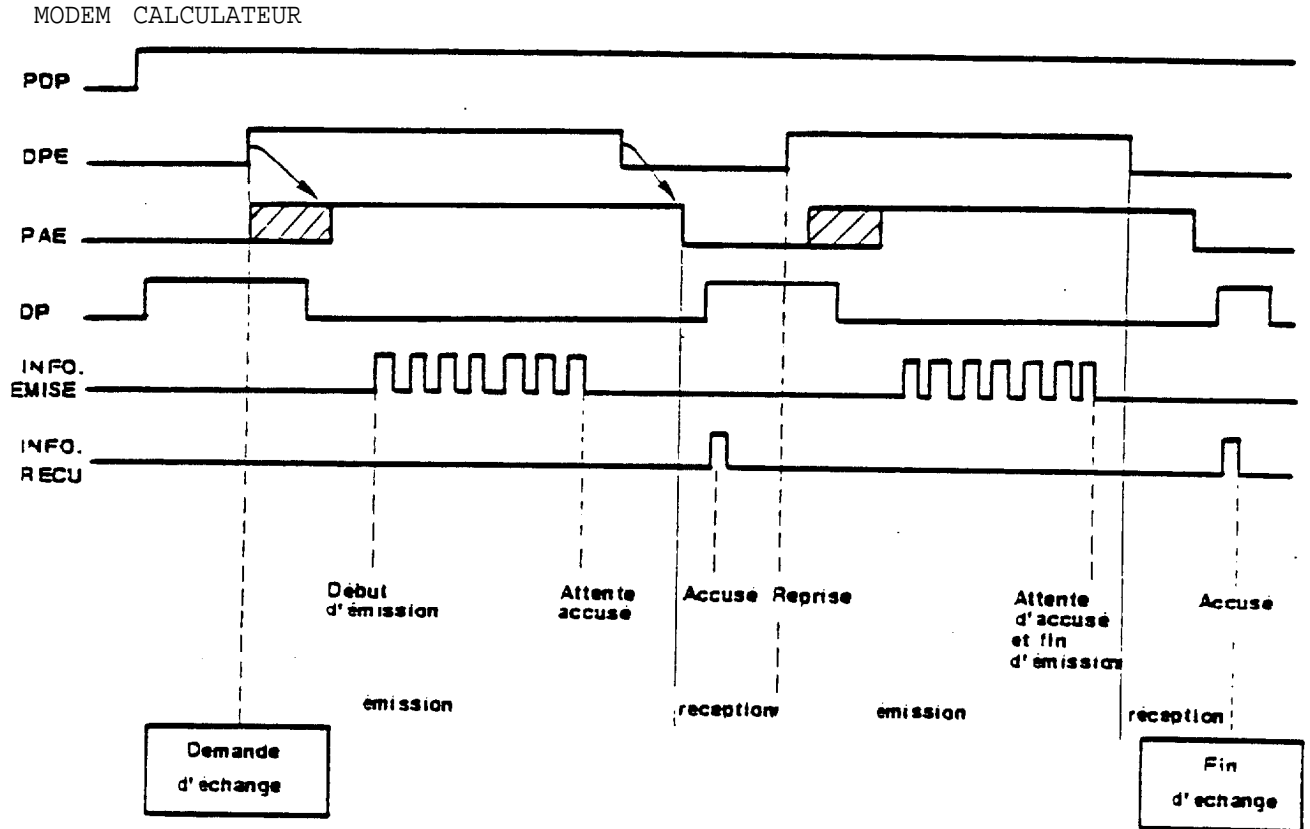 MODEM CALCULATEUR
PDP
DPE
PAE
DP
INFO.
EMISE
INFO.
RECU
Début
d'émission
Attente
accusé
Accusé
Reprise
Attente
d'accusé
et fin
d'émission
Accusé
émission
réception
émission
réception
Demande
d'échange
Fin
d'echange